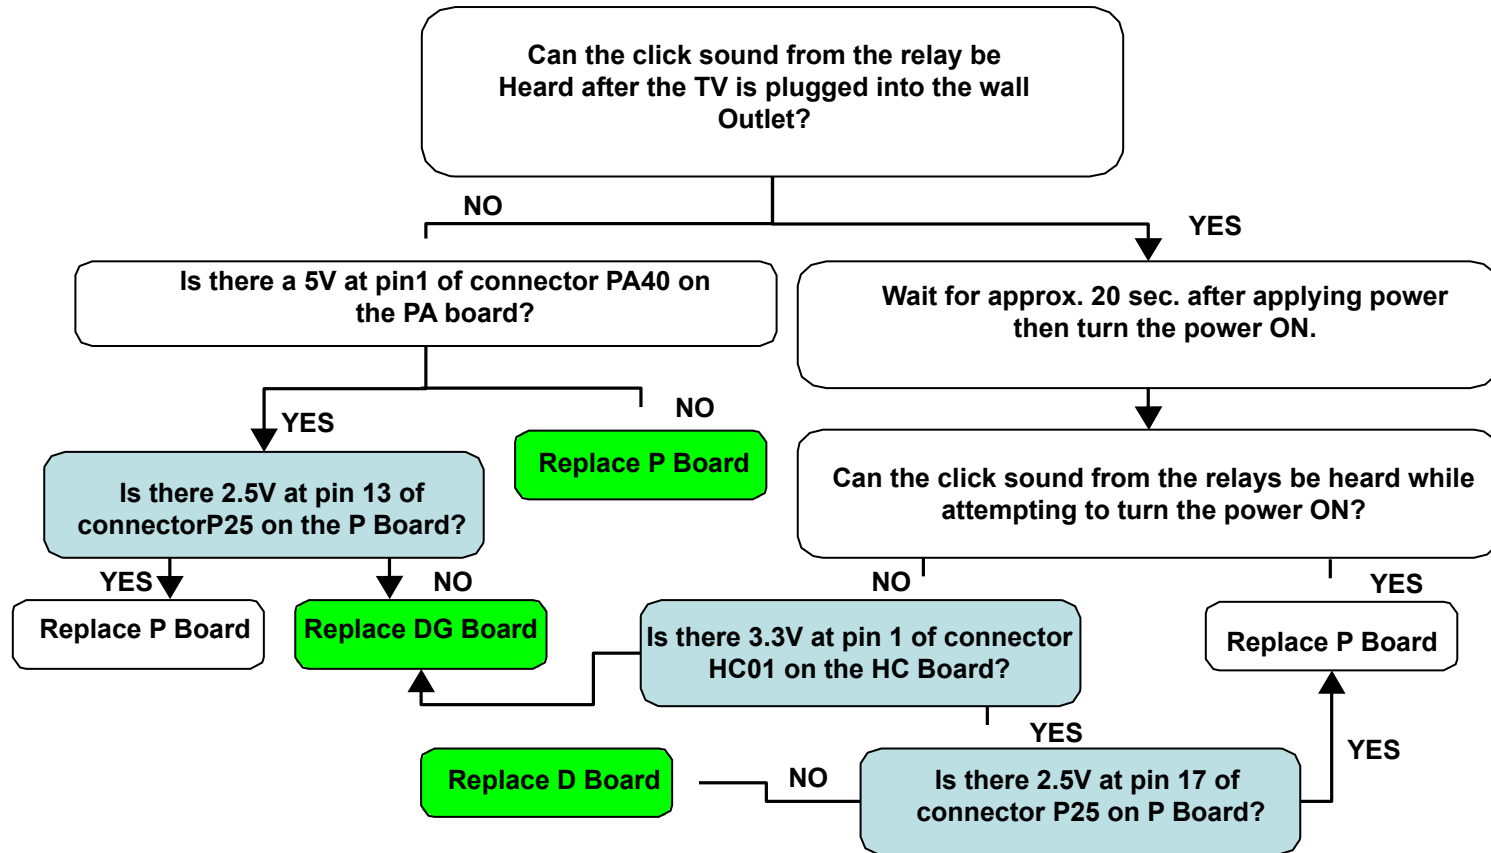 Can the click sound from the relay be
Heard after the TV is plugged into the wall
Outlet?
NO
YES
Is there a 5V at pin1 of connector PA40 on
the PA board?
Wait for approx. 20 sec. after applying power
then turn the power ON.
YES
NO
Replace P Board
Is there 2.5V at pin 13 of
connectorP25 on the P Board?
Can the click sound from the relays be heard while
attempting to turn the power ON?
YES
NO
NO
YES
Replace P Board
Replace DG Board
Is there 3.3V at pin 1 of connector
HC01 on the HC Board?
Replace P Board
YES
YES
Replace D Board
NO
Is there 2.5V at pin 17 of
connector P25 on P Board?